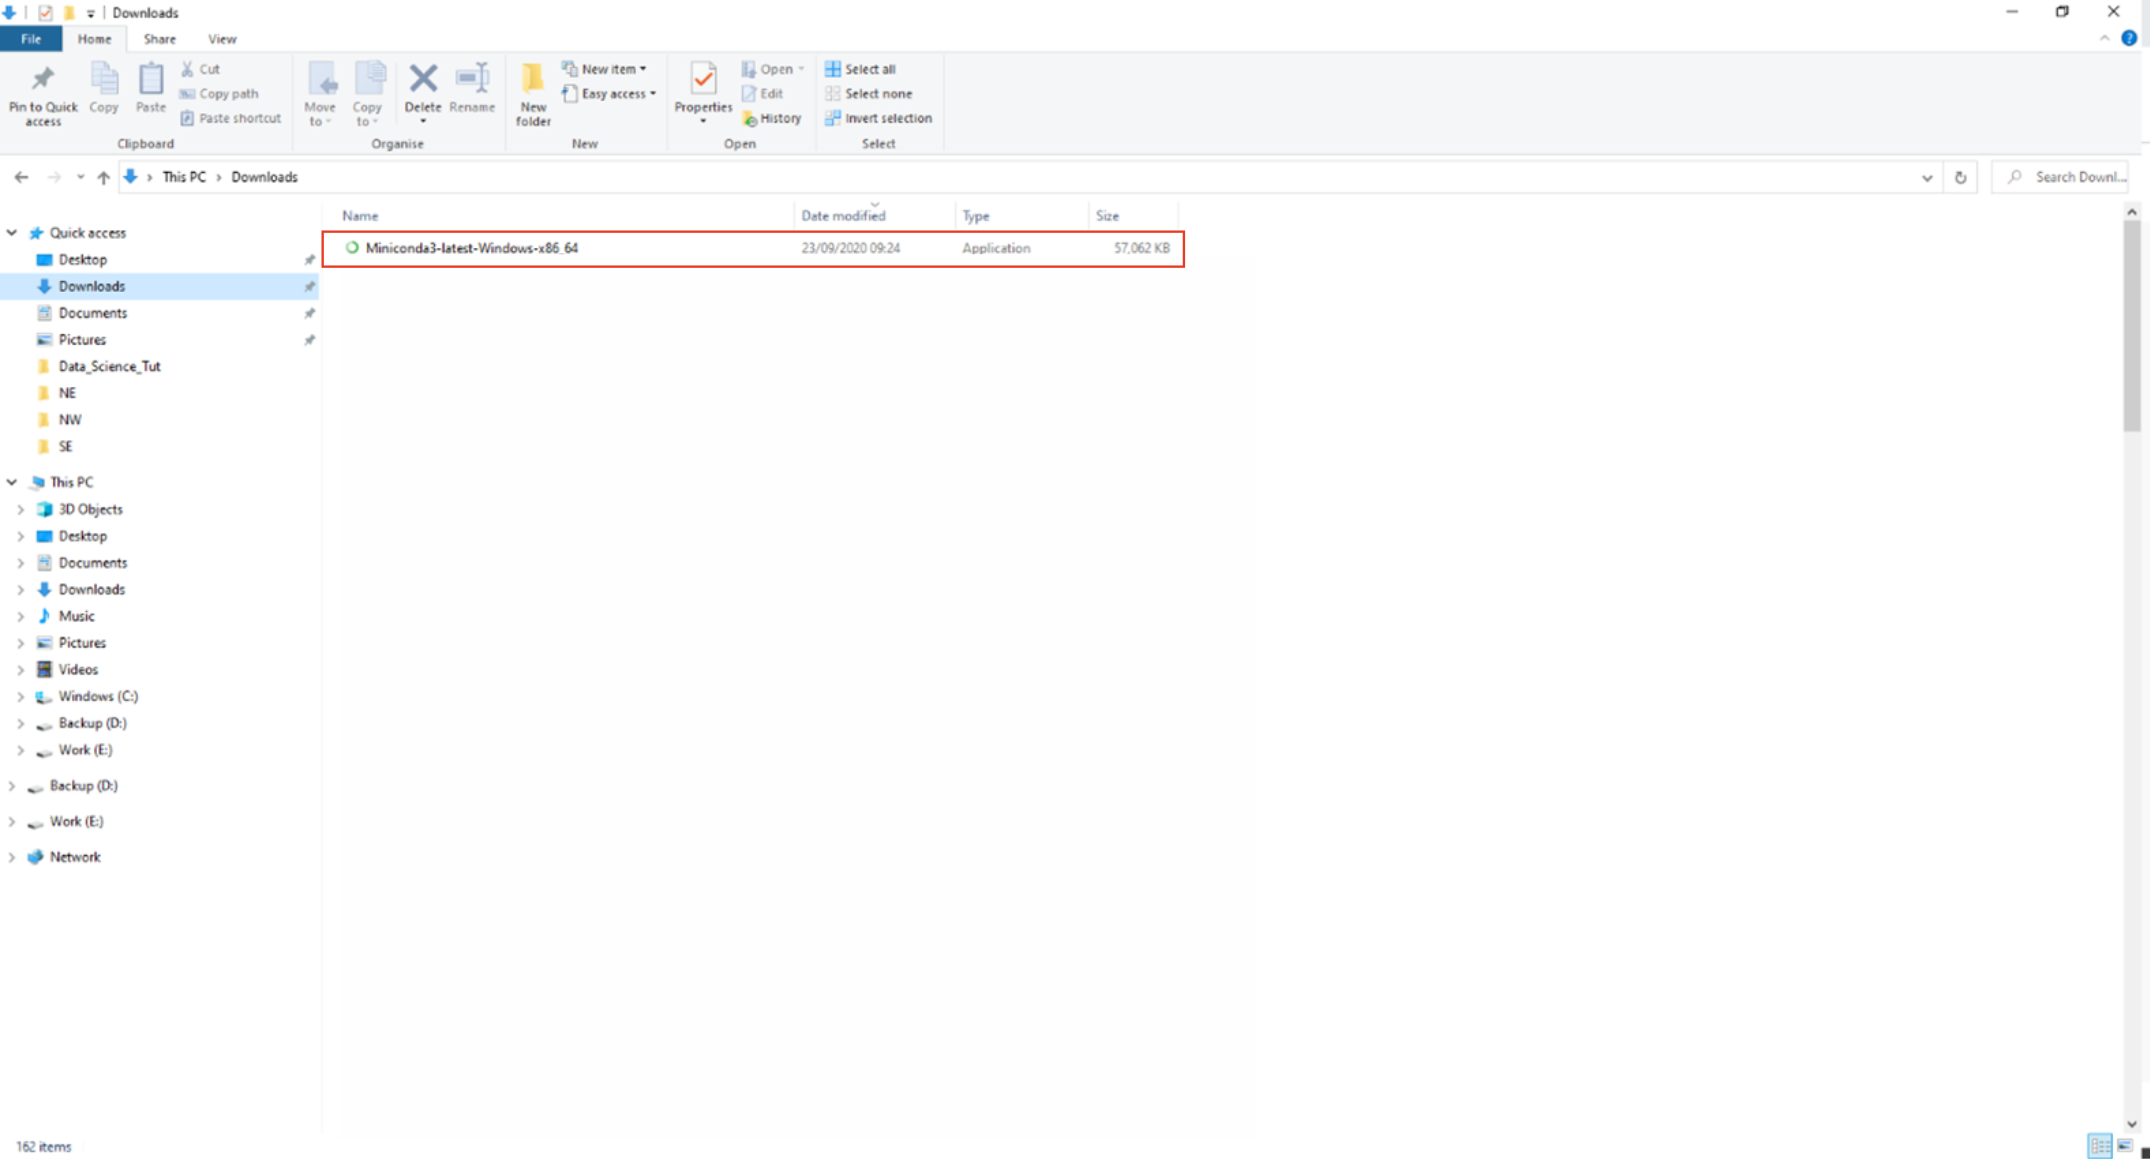 Downloads
File Home Share View
Pin to Quick access
Copy
Paste
Cut
Copy path
Paste shortcut
Clipboard
Move to
Copy to
Delete
Rename
Organise
New folder
New item
Easy access
New
Properties
Open
Edit
History
Open
Select all
Select none
Invert selection
Select
This PC > Downloads
Search Downl...
Name Date modified Type Size
Miniconda3-latest-Windows-x86_64 23/09/2020 09:24 Application 57,062 KB
Quick access
Desktop
Downloads
Documents
Pictures
Data_Science_Tut
NE
NW
SE
This PC
3D Objects
Desktop
Documents
Downloads
Music
Pictures
Videos
Windows (C:)
Backup (D:)
Work (E:)
Backup (D:)
Work (E:)
Network
162 items